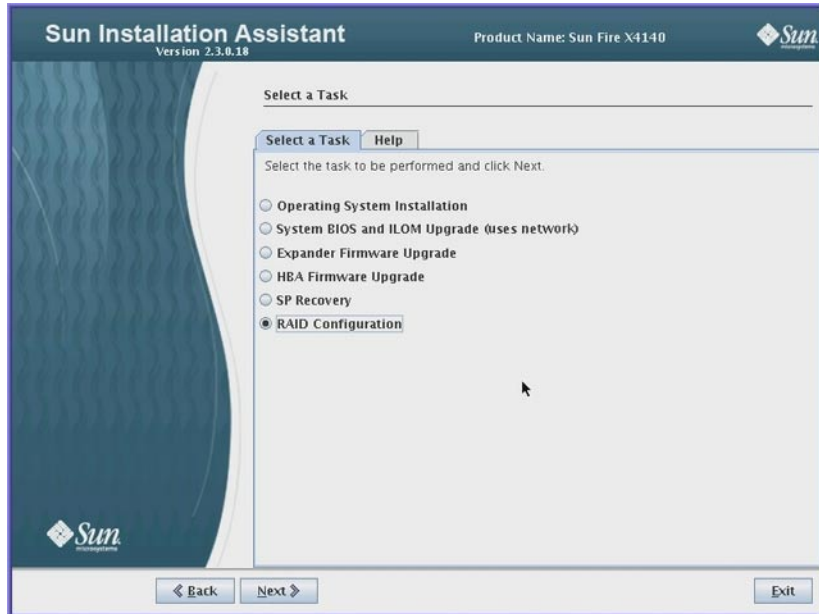 Sun Installation Assistant
Version 2.3.0.18
Product Name: Sun Fire X4140
Sun
microsystems
Select a Task
Select a Task
Help
Select the task to be performed and click Next.
Operating System Installation
System BIOS and ILOM Upgrade (uses network)
Expander Firmware Upgrade
HBA Firmware Upgrade
SP Recovery
RAID Configuration
Sun
microsystems
Back
Next
Exit